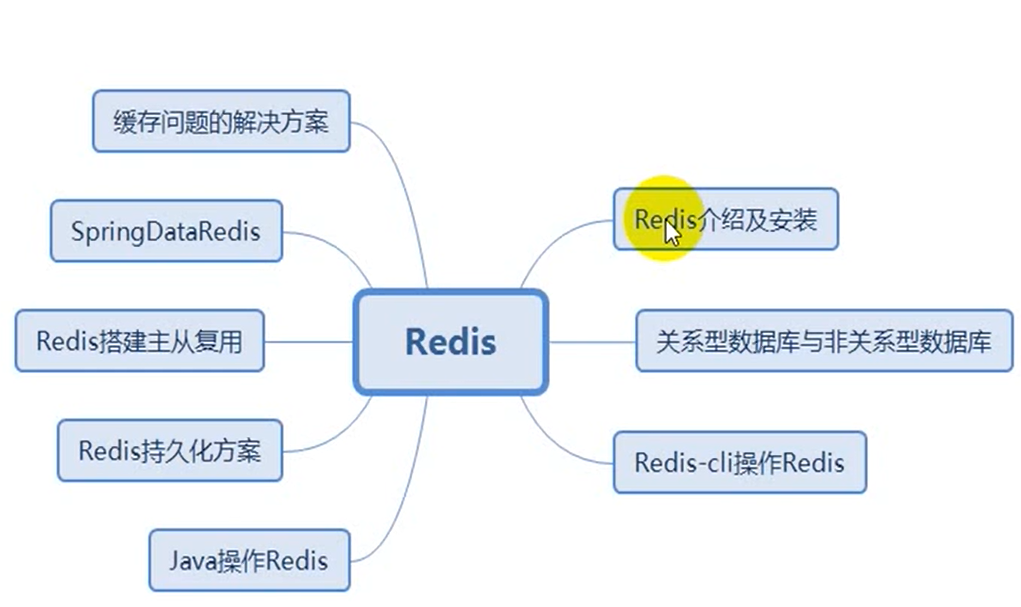 缓存问题的解决方案
SpringDataRedis
Redis搭建主从复用
Redis持久化方案
Java操作Redis
Redis
Redis介绍及安装
关系型数据库与非关系型数据库
Redis-cli操作Redis